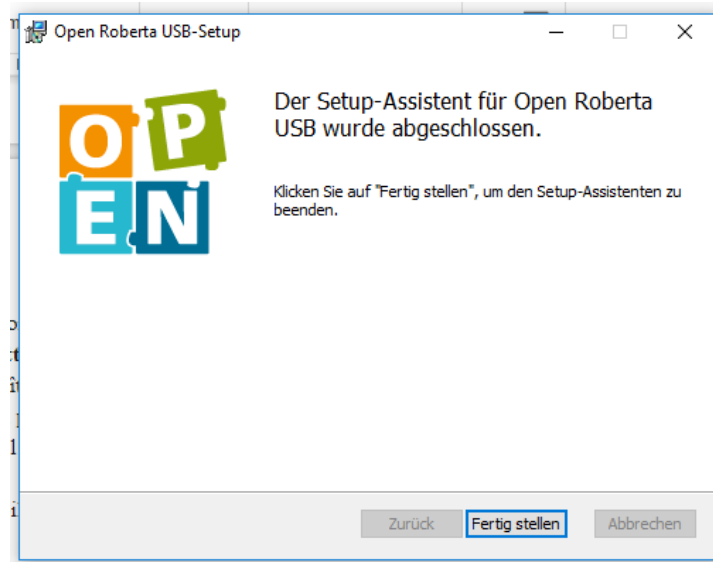 Open Roberta USB-Setup
OPEN
Der Setup-Assistent für Open Roberta
USB wurde abgeschlossen.
Klicken Sie auf "Fertig stellen", um den Setup-Assistenten zu
beenden.
Zurück Fertig stellen Abbrechen